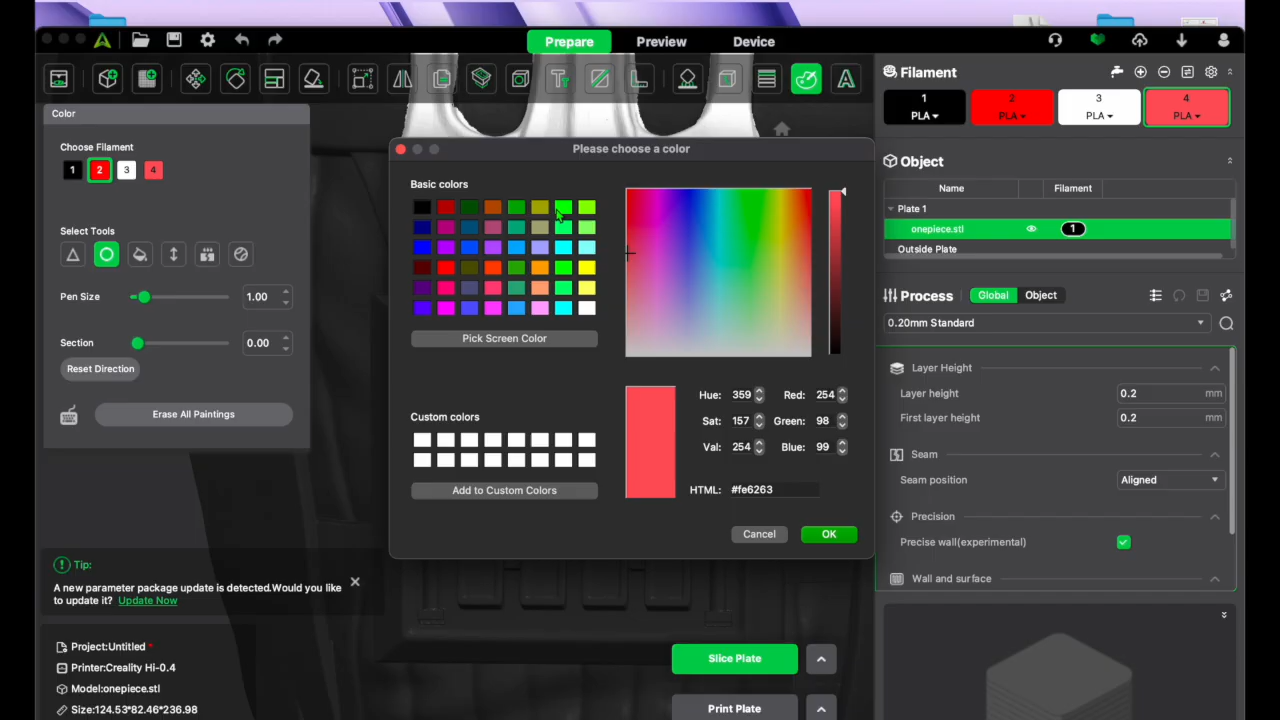 Prepare
Preview
Device
Color
Choose Filament
1 2 3 4
Select Tools
Pen Size
1.00
Section
0.00
Reset Direction
Erase All Paintings
Tip:
A new parameter package update is detected.Would you like
to update it? Update Now
Project:Untitled *
Printer:Creality Hi-0.4
Model:onepiece.stl
Size:124.53*82.46*236.98
Please choose a color
Basic colors
Pick Screen Color
Custom colors
Add to Custom Colors
Hue: 359
Red: 254
Sat: 157
Green: 98
Val: 254
Blue: 99
HTML: #fe6263
Cancel
OK
Slice Plate
Print Plate
Filament
1
PLA
2
PLA
3
PLA
4
PLA
Object
Name
Filament
Plate 1
onepiece.stl
1
Outside Plate
Process
Global
Object
0.20mm Standard
Layer Height
Layer height
0.2 mm
First layer height
0.2 mm
Seam
Seam position
Aligned
Precision
Precise wall(experimental)
Wall and surface